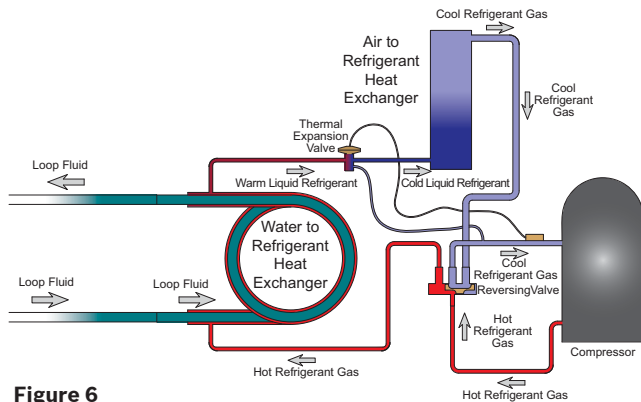 Cool Refrigerant Gas
Air to
Refrigerant
Heat
Exchanger
Cool
Refrigerant
Gas
Thermal
Expansion
Valve
Loop Fluid
Warm Liquid Refrigerant
Cold Liquid Refrigerant
Water to
Refrigerant
Heat
Exchanger
Loop Fluid
Loop Fluid
Cool
Refrigerant Gas
ReversingValve
Hot
Refrigerant
Gas
Compressor
Hot Refrigerant Gas
Hot Refrigerant Gas
Figure 6